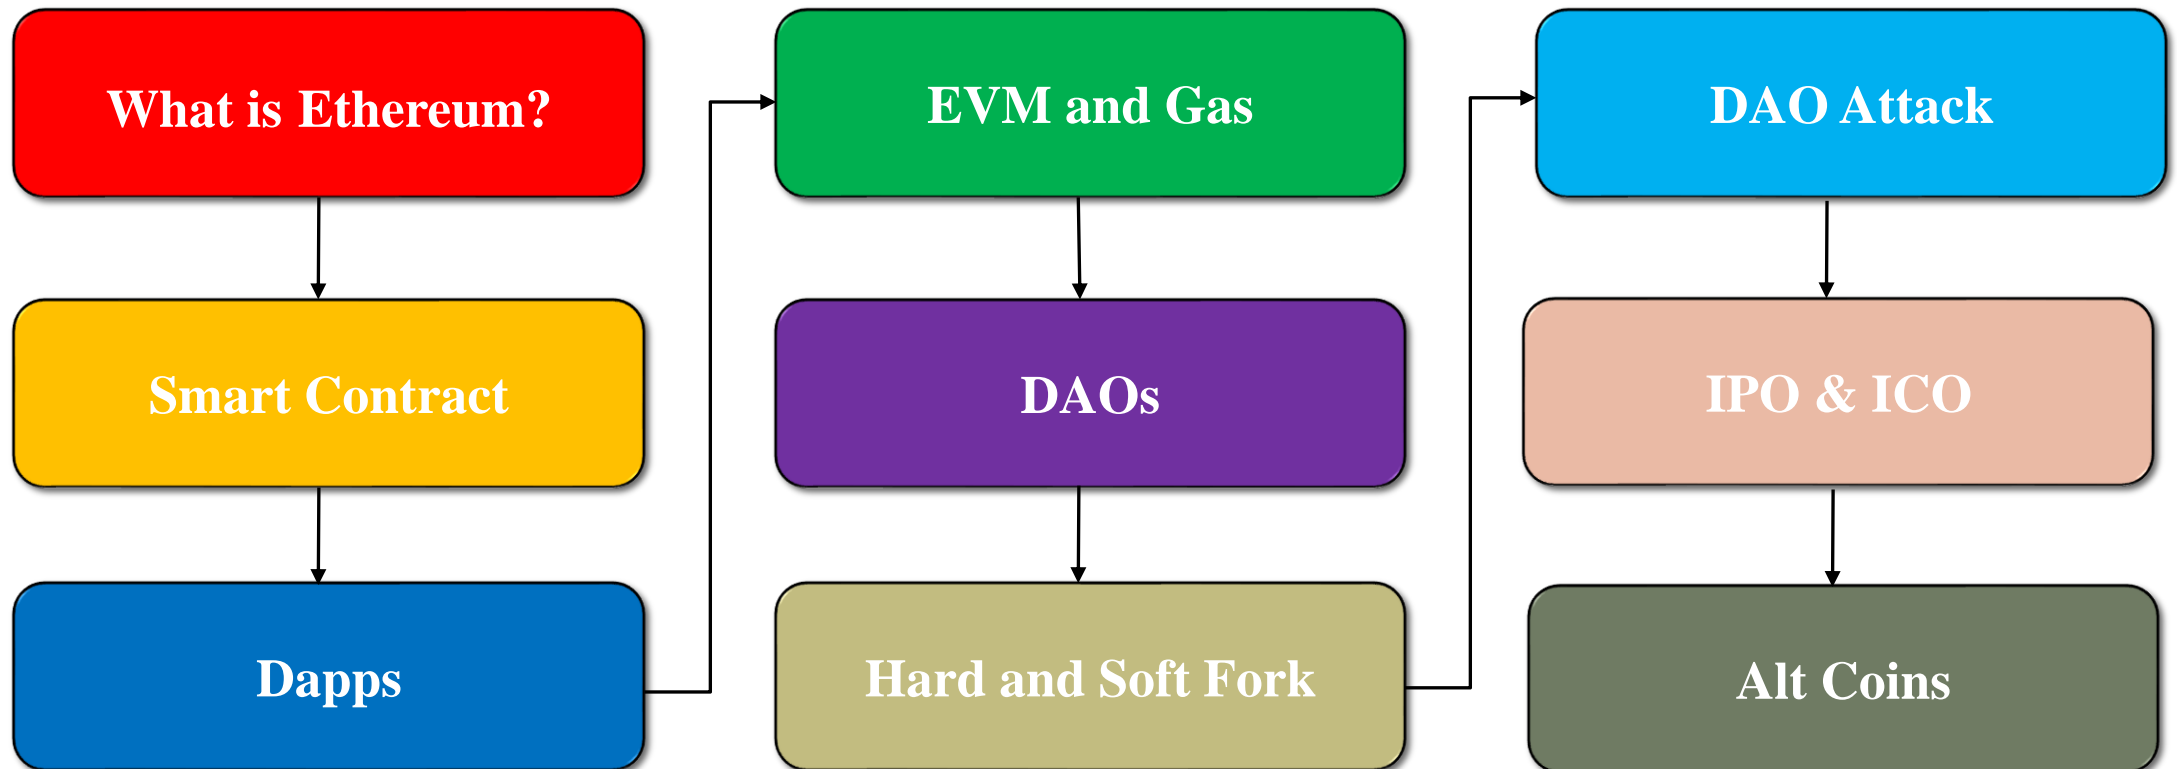 What is Ethereum?
Smart Contract
Dapps
EVM and Gas
DAOs
Hard and Soft Fork
DAO Attack
IPO & ICO
Alt Coins